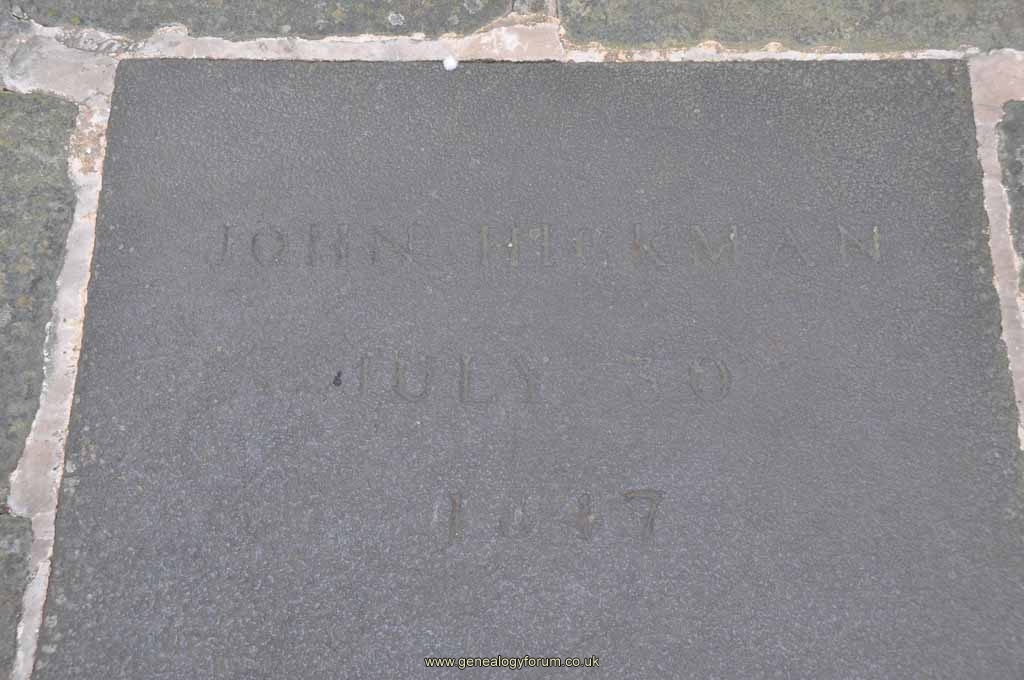 JOHN HICKMAN
JULY 30
www.genealogyforum.co.uk